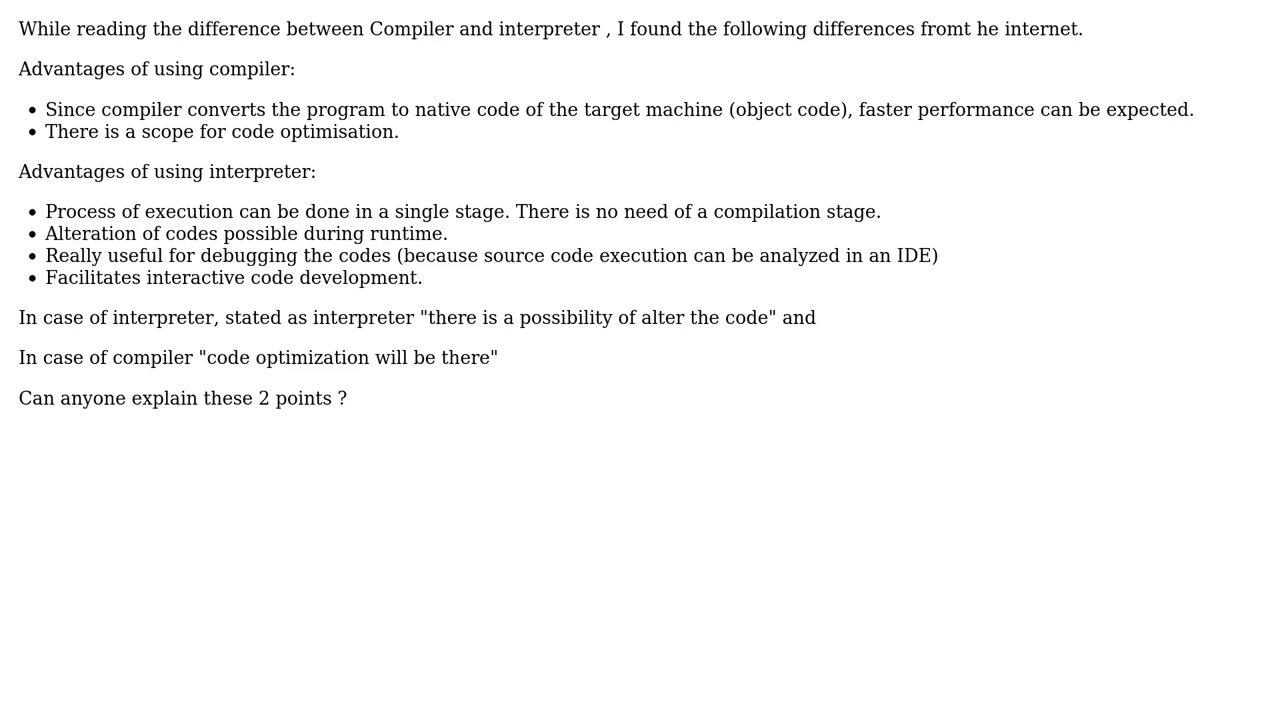 While reading the difference between Compiler and interpreter , I found the following differences fromt he internet.
Advantages of using compiler:
• Since compiler converts the program to native code of the target machine (object code), faster performance can be expected.
• There is a scope for code optimisation.
Advantages of using interpreter:
• Process of execution can be done in a single stage. There is no need of a compilation stage.
• Alteration of codes possible during runtime.
• Really useful for debugging the codes (because source code execution can be analyzed in an IDE)
• Facilitates interactive code development.
In case of interpreter, stated as interpreter "there is a possibility of alter the code" and
In case of compiler "code optimization will be there"
Can anyone explain these 2 points ?